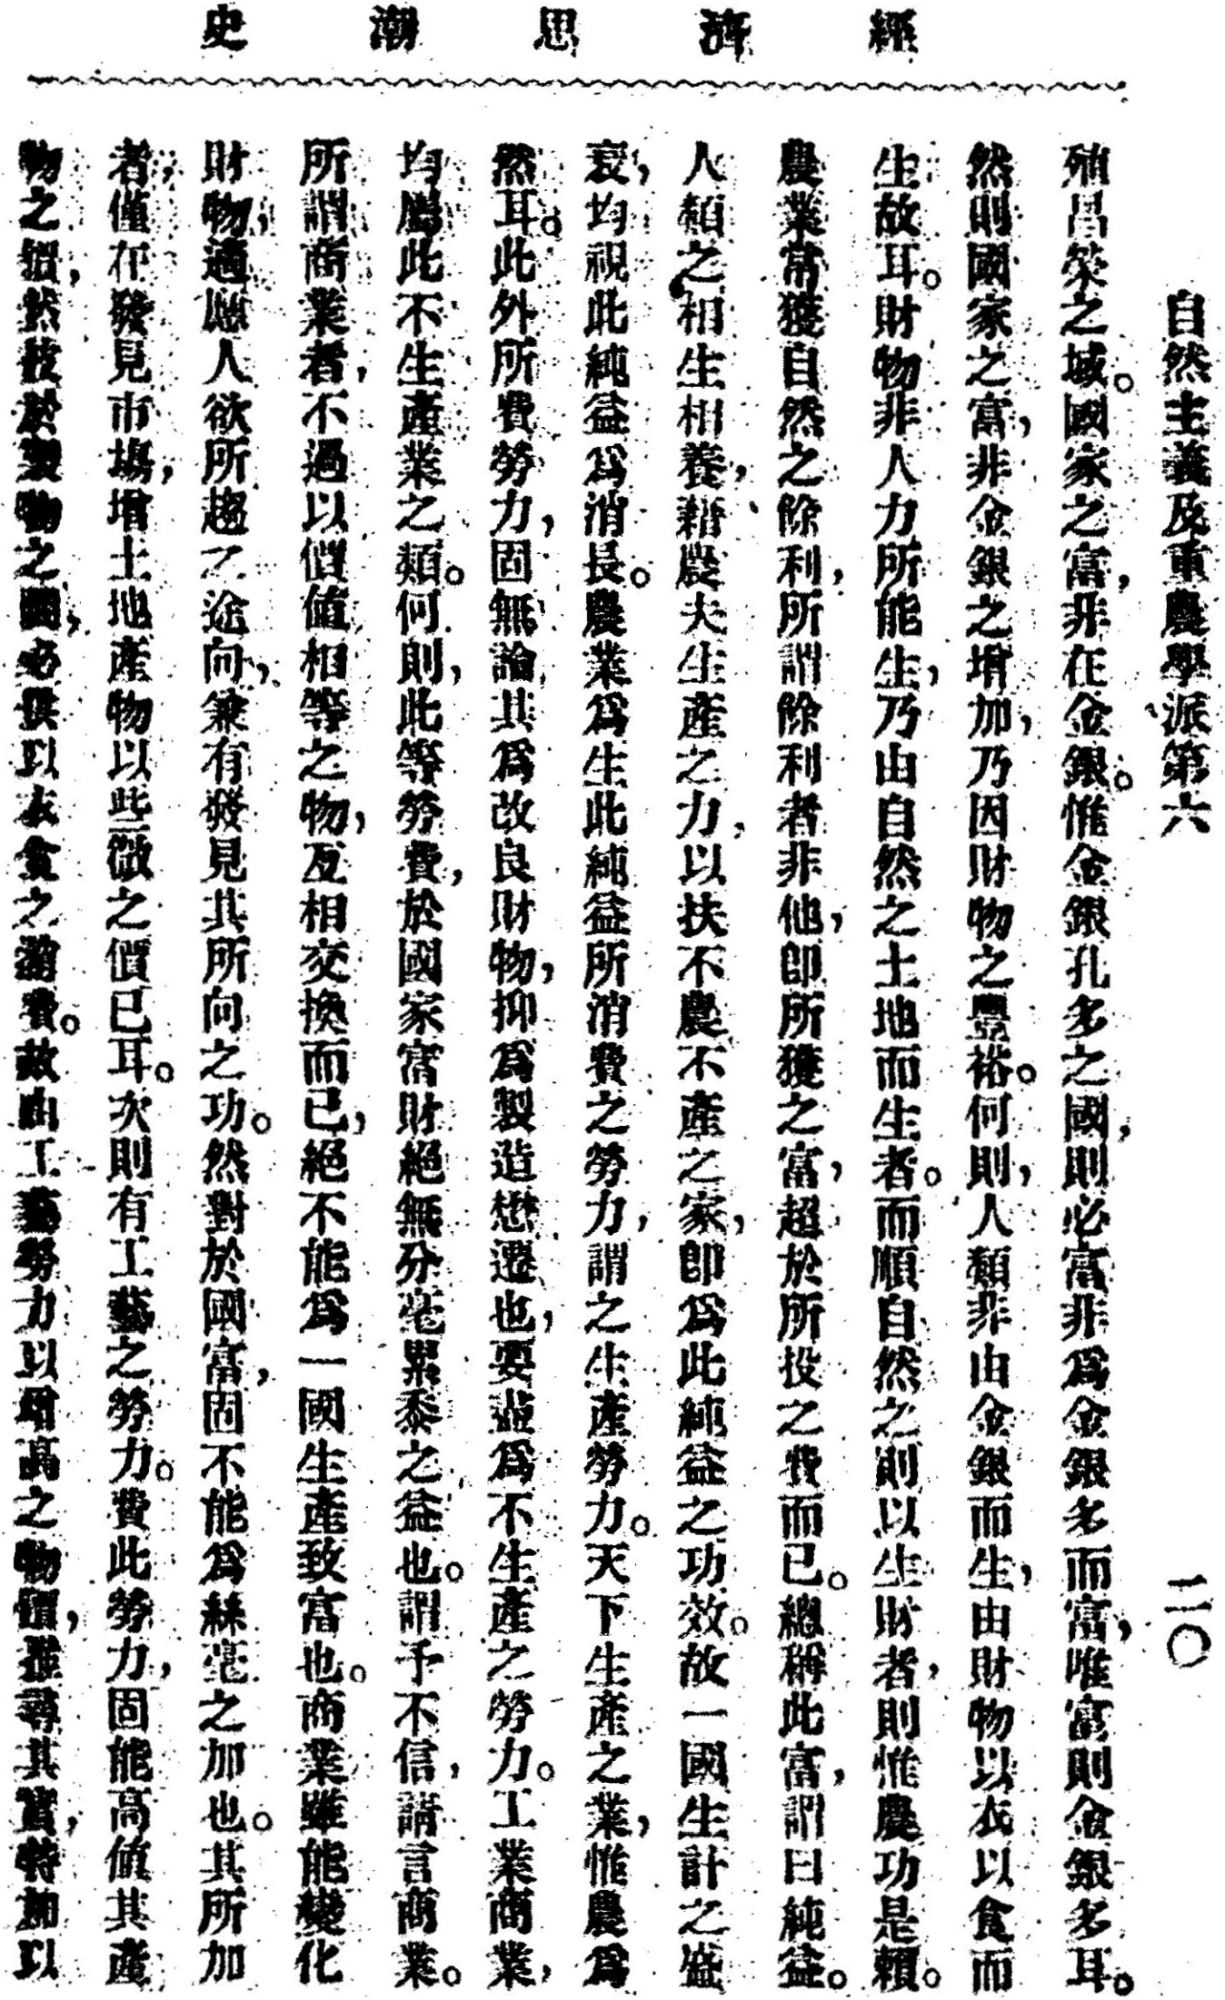 經濟思潮史
自然主義及重農學派第六　二〇
殖昌榮之域。國家之富，非在金銀。惟金銀孔多之國，則必富非爲金銀多而富，唯富則金銀多耳。
然則國家之富，非金銀之增加，乃因財物之豐裕。何則，人類非由金銀而生，由財物以衣以食而
生故耳。財物非人力所能生，乃由自然之土地而生者。而順自然之則以生財者，則惟農功是賴。
農業常獲自然之餘利，所謂餘利者非他，卽所獲之富，超於所投之費而已。總稱此富，謂曰純益。
人類之相生相養，藉農夫生產之力，以扶不農不產之家，卽爲此純益之功效。故一國生計之盛
衰，均視此純益爲消長。農業爲生此純益所消費之勞力，謂之生產勞力。天下生產之業，惟農爲
然耳。此外所費勞力，固無論其爲改良財物，抑爲製造懋遷也，要盡爲不生產之勞力。工業商業，
均屬此不生產業之類。何則，此等勞費，於國家富財絕無分毫累黍之益也。謂予不信，請言商業。
所謂商業者，不過以價值相等之物，互相交換而已，絕不能爲一國生產致富也。商業雖能變化
財物，適應人欲所趨之途向，兼有發見其所向之功。然對於國富，固不能爲絲毫之加也。其所加
者，僅在發見市場，增土地產物以些微之價已耳。次則有工藝之勞力。費此勞力，固能高値其產
物之價，然技於製物之間，必供以衣食之諸費。故由工藝勞力以增高之物價，推尋其實，特加以